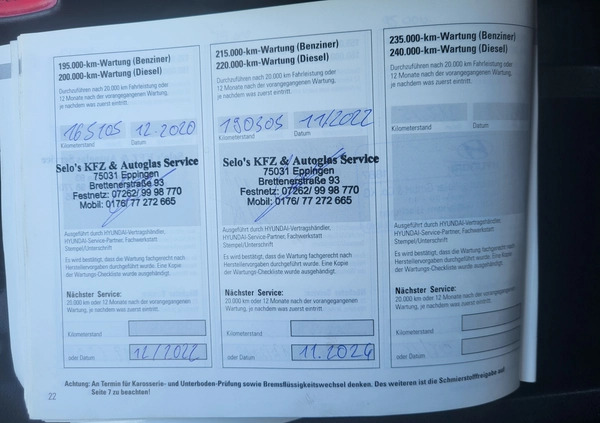 195.000-km-Wartung (Benziner)
200.000-km-Wartung (Diesel)
Durchzuführen nach 20.000 km Fahrleistung oder
12 Monate nach der vorangegangenen Wartung,
je nachdem was zuerst eintritt.
165105 12.2020
Kilometerstand Datum
Selo's KFZ & Autoglas Service
75031 Eppingen
Brettenerstraße 93
Festnetz: 07262/ 99 98 770
Mobil: 0176/ 77 272 665
Ausgeführt durch HYUNDAI-Vertragshändler,
HYUNDAI-Service-Partner, Fachwerkstatt
Stempel/Unterschrift
Es wird bestätigt, dass die Wartung fachgerecht nach
Herstellervorgaben durchgeführt wurde. Eine Kopie
der Wartungs-Checkliste wurde ausgehändigt.
Nächster Service:
20.000 km oder 12 Monate nach der vorangegangenen
Wartung, je nachdem was zuerst eintritt.
Kilometerstand
oder Datum 12/2022
215.000-km-Wartung (Benziner)
220.000-km-Wartung (Diesel)
Durchzuführen nach 20.000 km Fahrleistung oder
12 Monate nach der vorangegangenen Wartung,
je nachdem was zuerst eintritt.
190305 11/2022
Kilometerstand Datum
Selo's KFZ & Autoglas Service
75031 Eppingen
Brettenerstraße 93
Festnetz: 07262/ 99 98 770
Mobil: 0176/ 77 272 665
Ausgeführt durch HYUNDAI-Vertragshändler,
HYUNDAI-Service-Partner, Fachwerkstatt
Stempel/Unterschrift
Es wird bestätigt, dass die Wartung fachgerecht nach
Herstellervorgaben durchgeführt wurde. Eine Kopie
der Wartungs-Checkliste wurde ausgehändigt.
Nächster Service:
20.000 km oder 12 Monate nach der vorangegangenen
Wartung, je nachdem was zuerst eintritt.
Kilometerstand
oder Datum 11.2024
235.000-km-Wartung (Benziner)
240.000-km-Wartung (Diesel)
Durchzuführen nach 20.000 km Fahrleistung oder
12 Monate nach der vorangegangenen Wartung,
je nachdem was zuerst eintritt.
Kilometerstand Datum
Ausgeführt durch HYUNDAI-Vertragshändler,
HYUNDAI-Service-Partner, Fachwerkstatt
Stempel/Unterschrift
Es wird bestätigt, dass die Wartung fachgerecht nach
Herstellervorgaben durchgeführt wurde. Eine Kopie
der Wartungs-Checkliste wurde ausgehändigt.
Nächster Service:
20.000 km oder 12 Monate nach der vorangegangenen
Wartung, je nachdem was zuerst eintritt.
Kilometerstand
oder Datum
Achtung: An Termin für Karosserie- und Unterboden-Prüfung sowie Bremsflüssigkeitswechsel denken. Des weiteren ist die Schmierstofffreigabe auf
Seite 7 zu beachten!
22